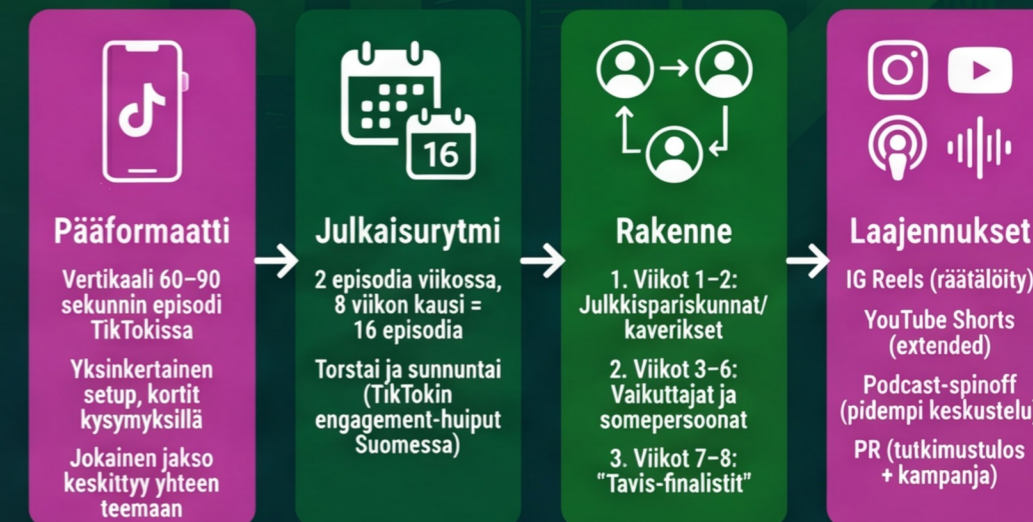 Pääformaatti
Vertikaali 60–90
sekunnin episodi
TikTokissa
Yksinkertainen
setup, kortit
kysymyksillä
Jokainen jakso
keskittyy yhteen
teemaan
16
Julkaisurytmi
2 episodia viikossa,
8 viikon kausi =
16 episodia
Torstai ja sunnuntai
(TikTokin
engagement-huiput
Suomessa)
Rakenne
1. Viikot 1–2:
Julkkispariskunnat/
kaverikset
2. Viikot 3–6:
Vaikuttajat ja
somepersoonat
3. Viikot 7–8:
"Tavis-finalistit"
Laajennukset
IG Reels (räätälöity)
YouTube Shorts
(extended)
Podcast-spinoff
(pidempi keskustelu)
PR (tutkimustulos
+ kampanja)